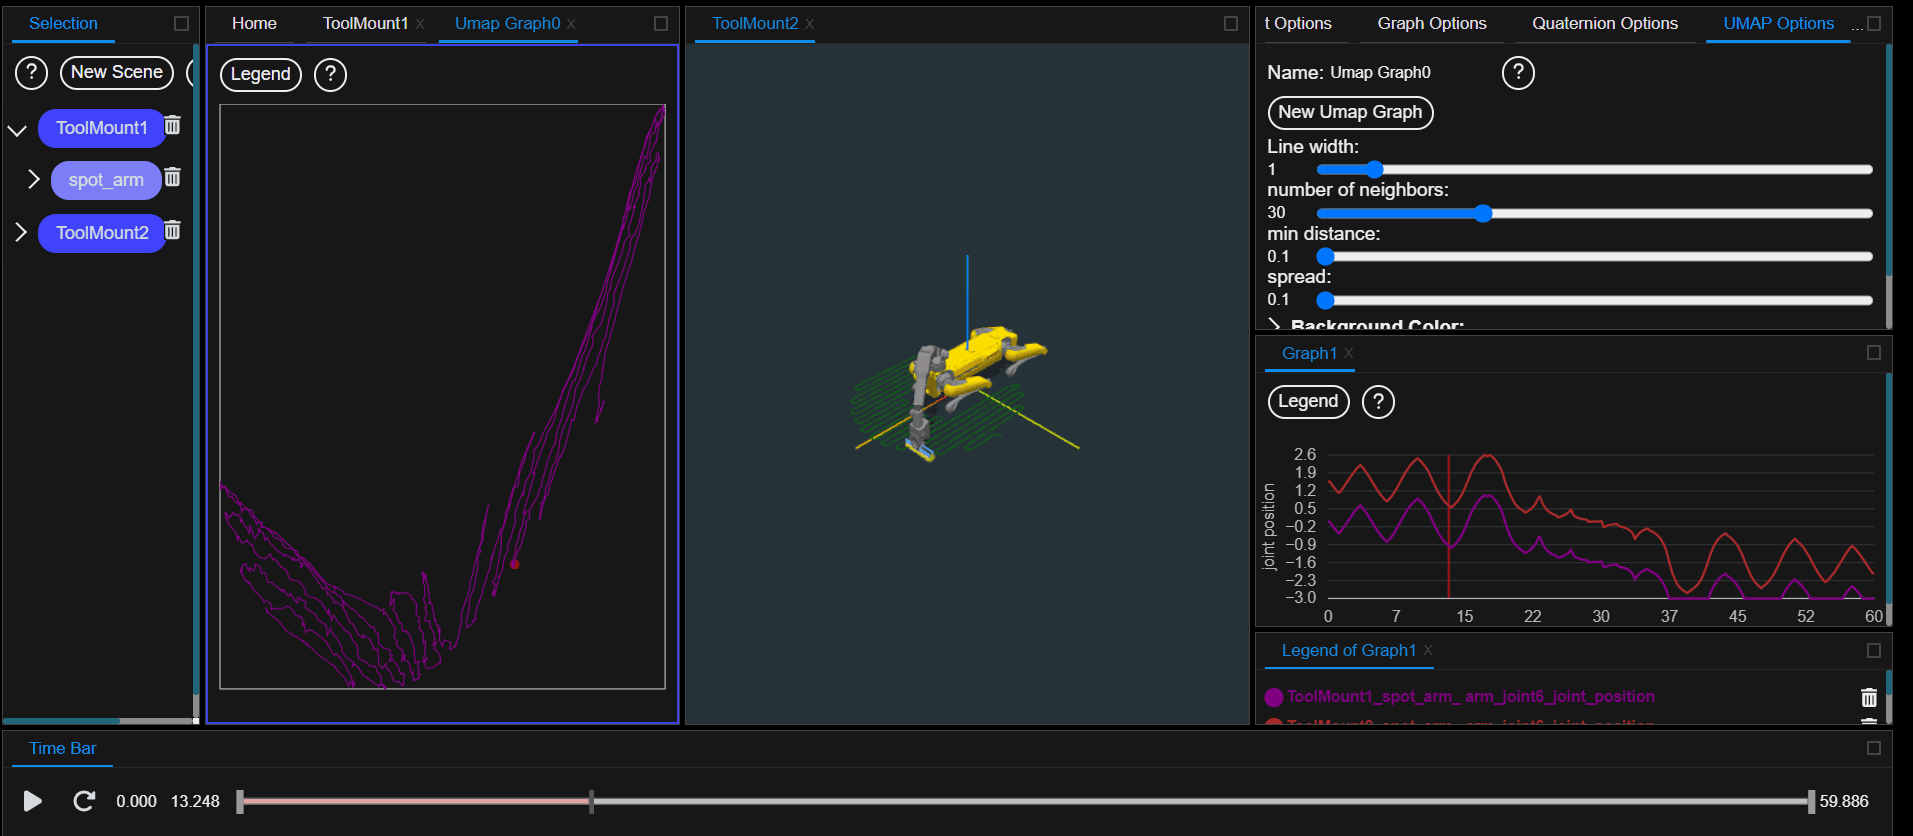 Selection
? New Scene
ToolMount1
spot_arm
ToolMount2
Home ToolMount1 X Umap Graph0 X
Legend ?
ToolMount2 X
t Options Graph Options Quaternion Options UMAP Options ...
Name: Umap Graph0 ?
New Umap Graph
Line width:
1
number of neighbors:
30
min distance:
0.1
spread:
0.1
Background Color:
Graph1 X
Legend ?
joint position
2.6
1.9
1.2
0.5
−0.2
−0.9
−1.6
−2.3
−3.0
0 7 15 22 30 37 45 52 60
Legend of Graph1 X
ToolMount1_spot_arm_ arm_joint6_joint_position
ToolMount2_spot_arm_ arm_joint6_joint_position
Time Bar
0.000 13.248 59.886